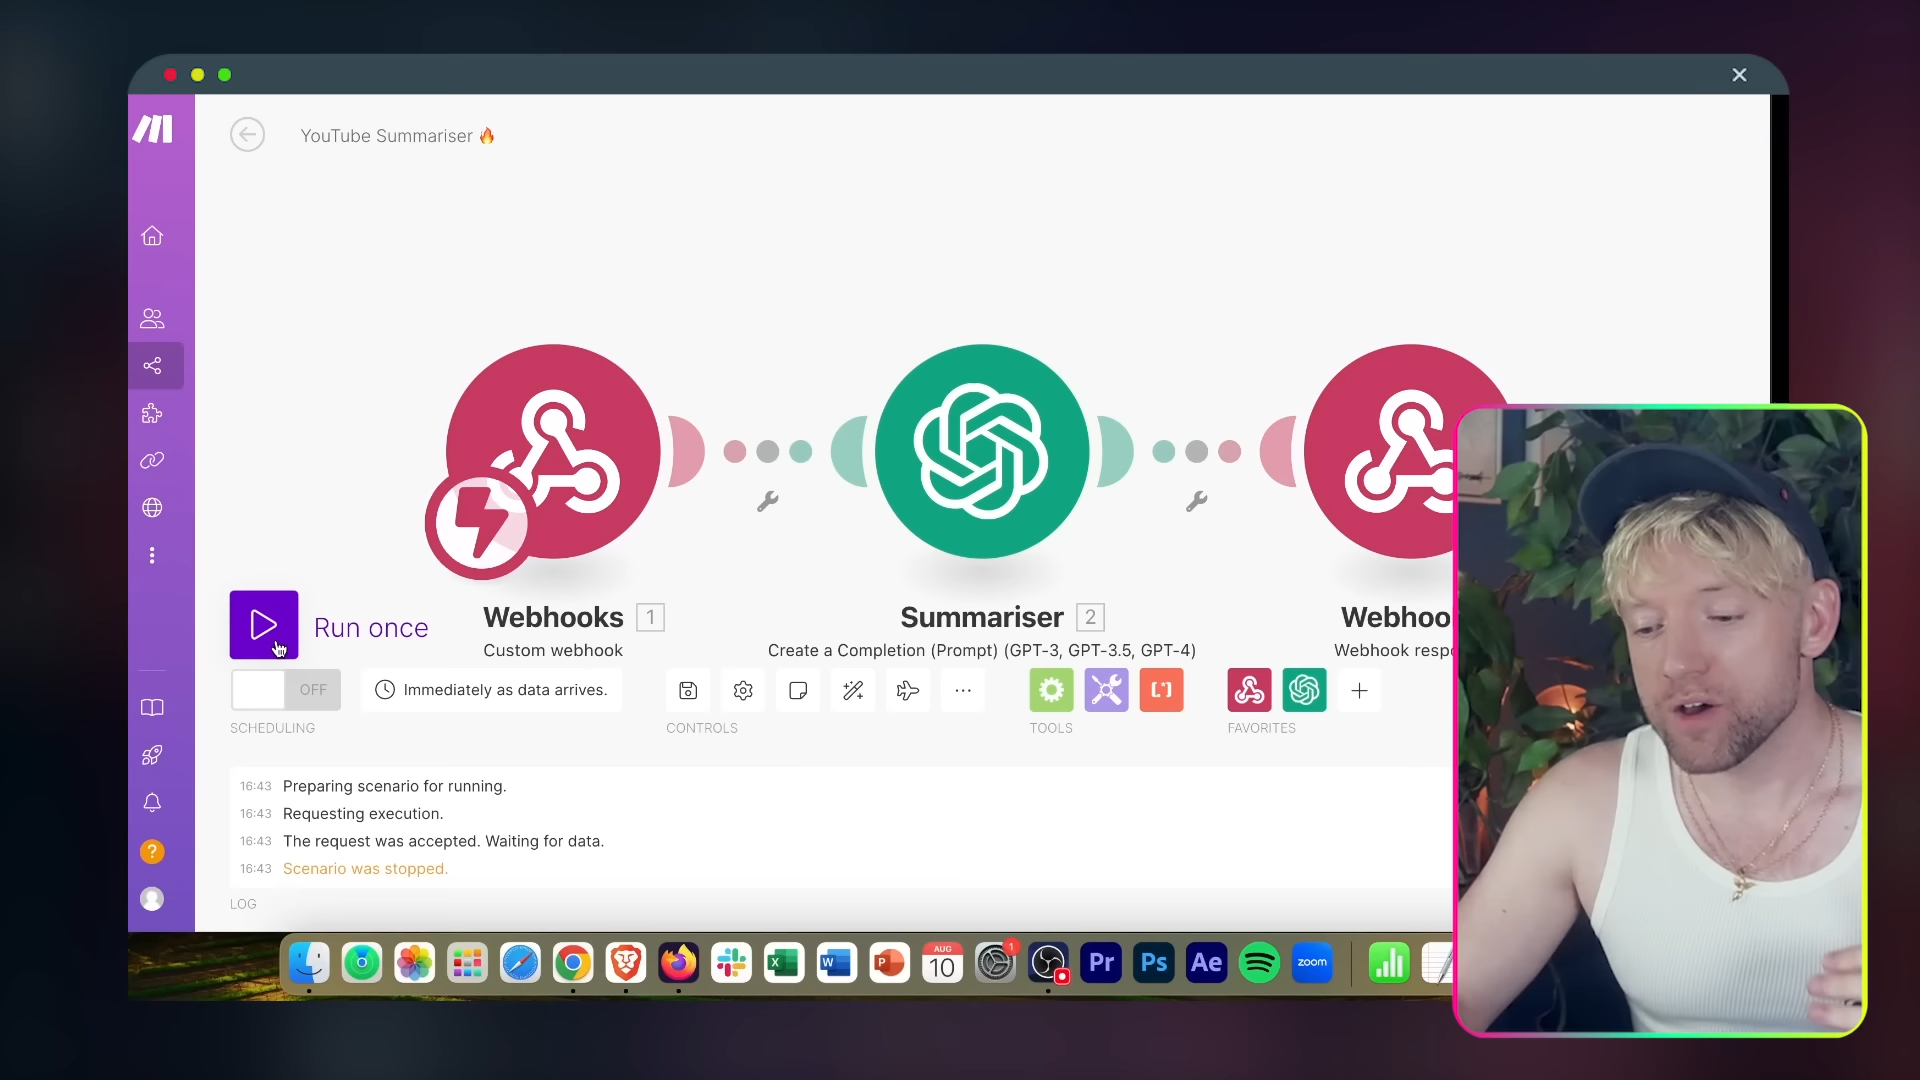 YouTube Summariser 🔥
Run once
Webhooks 1
Custom webhook
Summariser 2
Create a Completion (Prompt) (GPT-3, GPT-3.5, GPT-4)
Webhoo
Webhook resp
OFF
Immediately as data arrives.
[*]
SCHEDULING
CONTROLS
TOOLS
FAVORITES
16:43 Preparing scenario for running.
16:43 Requesting execution.
16:43 The request was accepted. Waiting for data.
16:43 Scenario was stopped.
LOG
?
X
W
P
AUG
10
1
Pr
Ps
Ae
zoom